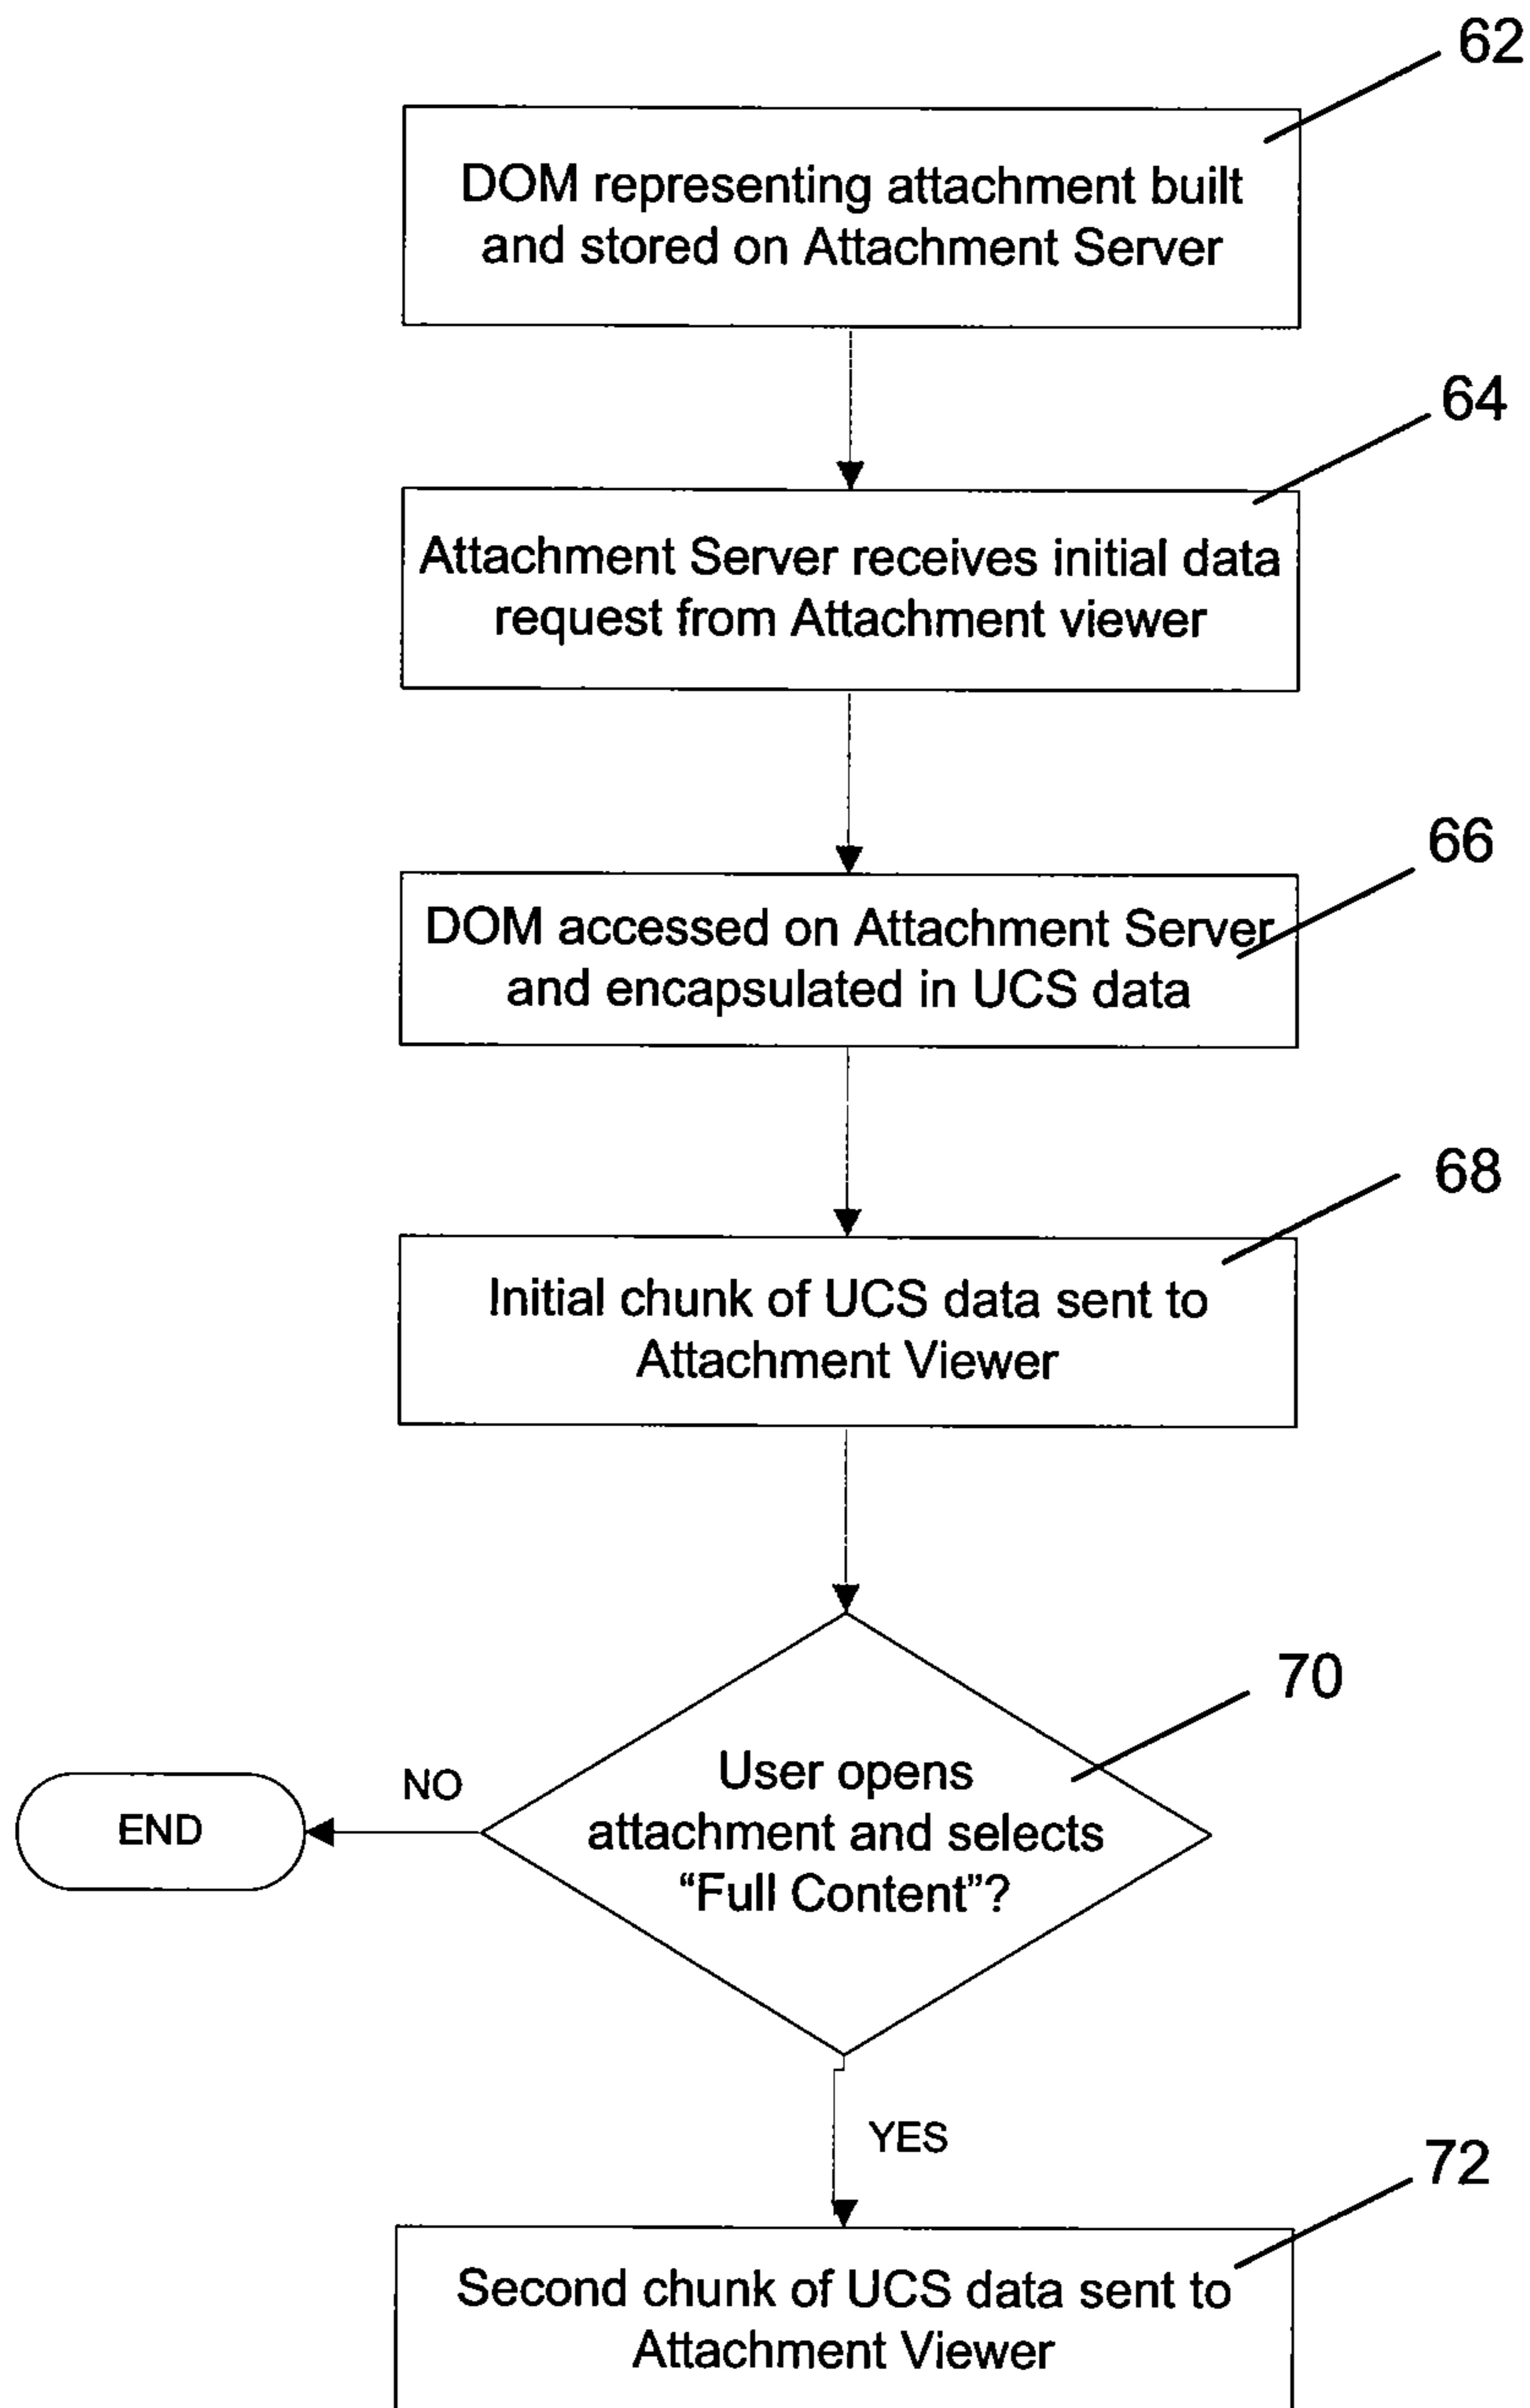 62
DOM representing attachment built
and stored on Attachment Server
64
Attachment Server receives initial data
request from Attachment viewer
66
DOM accessed on Attachment Server
and encapsulated in UCS data
68
Initial chunk of UCS data sent to
Attachment Viewer
70
User opens
attachment and selects
“Full Content”?
NO
END
YES
72
Second chunk of UCS data sent to
Attachment Viewer